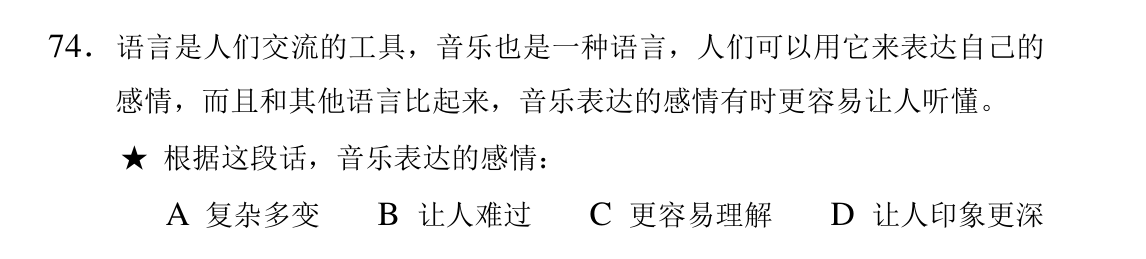 74．语言是人们交流的工具，音乐也是一种语言，人们可以用它来表达自己的
感情，而且和其他语言比起来，音乐表达的感情有时更容易让人听懂。
★ 根据这段话，音乐表达的感情：
A 复杂多变 B 让人难过 C 更容易理解 D 让人印象更深